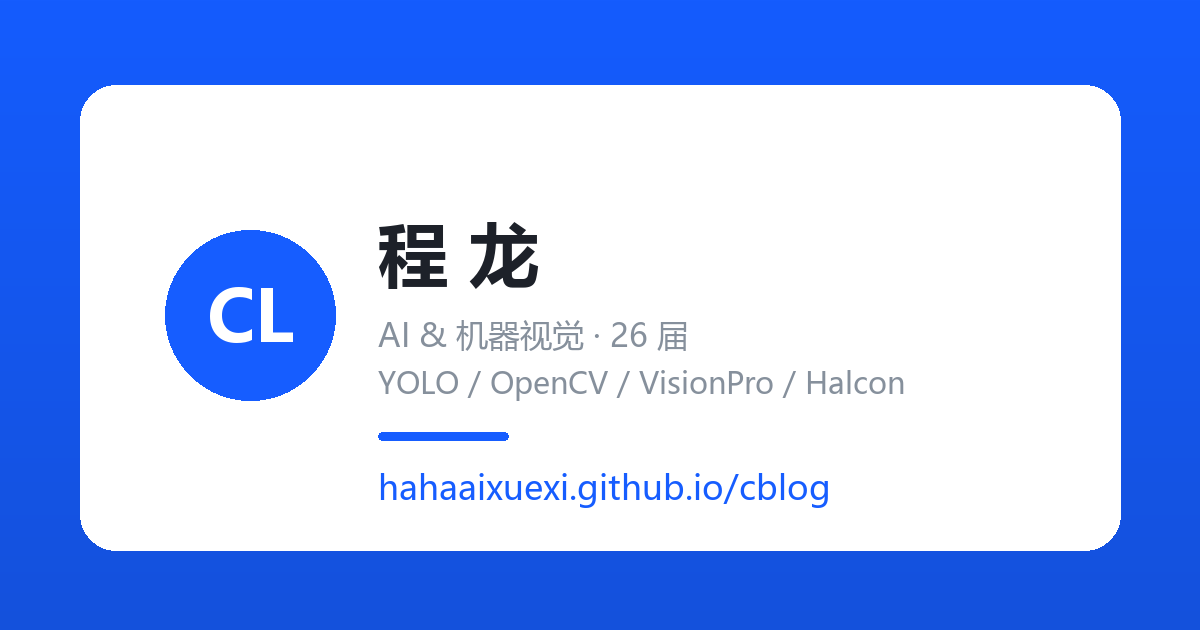 CL
程 龙
AI & 机器视觉 · 26 届
YOLO / OpenCV / VisionPro / Halcon
hahaaixuexi.github.io/cblog